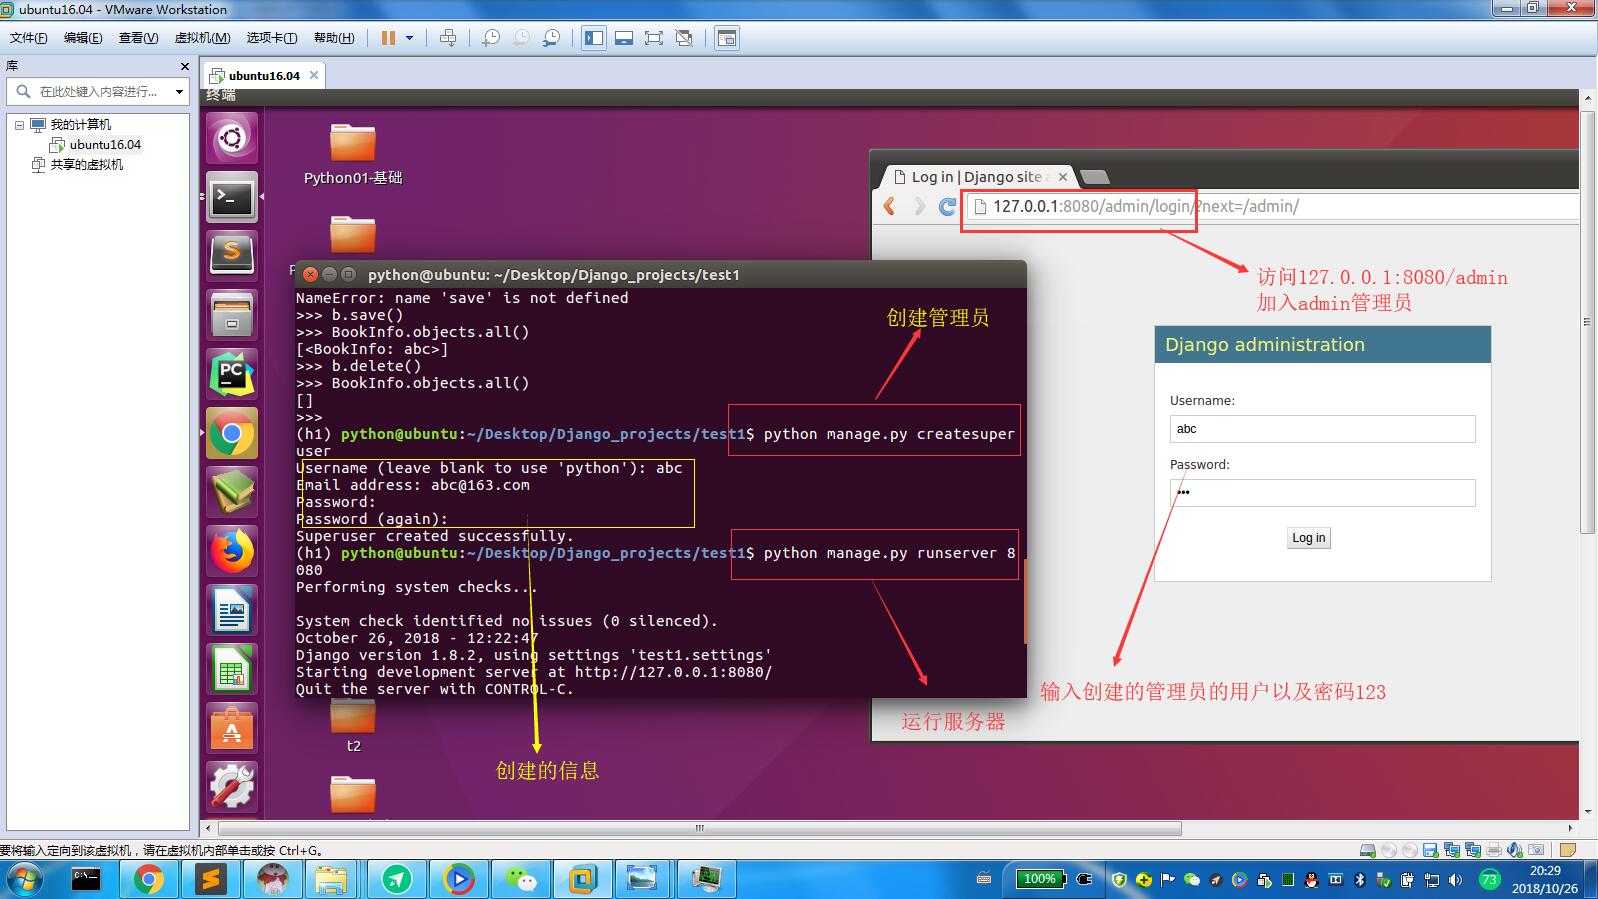 ubuntu16.04 - VMware Workstation
文件(F) 编辑(E) 查看(V) 虚拟机(M) 选项卡(T) 帮助(H)
库
在此处键入内容进行...
我的计算机
ubuntu16.04
共享的虚拟机
ubuntu16.04
终端
Python01-基础
Log in | Django site a
127.0.0.1:8080/admin/login/?next=/admin/
访问127.0.0.1:8080/admin
加入admin管理员
python@ubuntu: ~/Desktop/Django_projects/test1
NameError: name 'save' is not defined
>>> b.save()
>>> BookInfo.objects.all()
[<BookInfo: abc>]
>>> b.delete()
>>> BookInfo.objects.all()
[]
>>>
(h1) python@ubuntu:~/Desktop/Django_projects/test1$ python manage.py createsuper
user
Username (leave blank to use 'python'): abc
Email address: abc@163.com
Password:
Password (again):
Superuser created successfully.
(h1) python@ubuntu:~/Desktop/Django_projects/test1$ python manage.py runserver 8
080
Performing system checks...
System check identified no issues (0 silenced).
October 26, 2018 - 12:22:47
Django version 1.8.2, using settings 'test1.settings'
Starting development server at http://127.0.0.1:8080/
Quit the server with CONTROL-C.
创建管理员
Django administration
Username:
abc
Password:
•••
Log in
输入创建的管理员的用户以及密码123
运行服务器
t2
创建的信息
要将输入定向到该虚拟机，请在虚拟机内部单击或按 Ctrl+G。
100%
73
20:29
2018/10/26